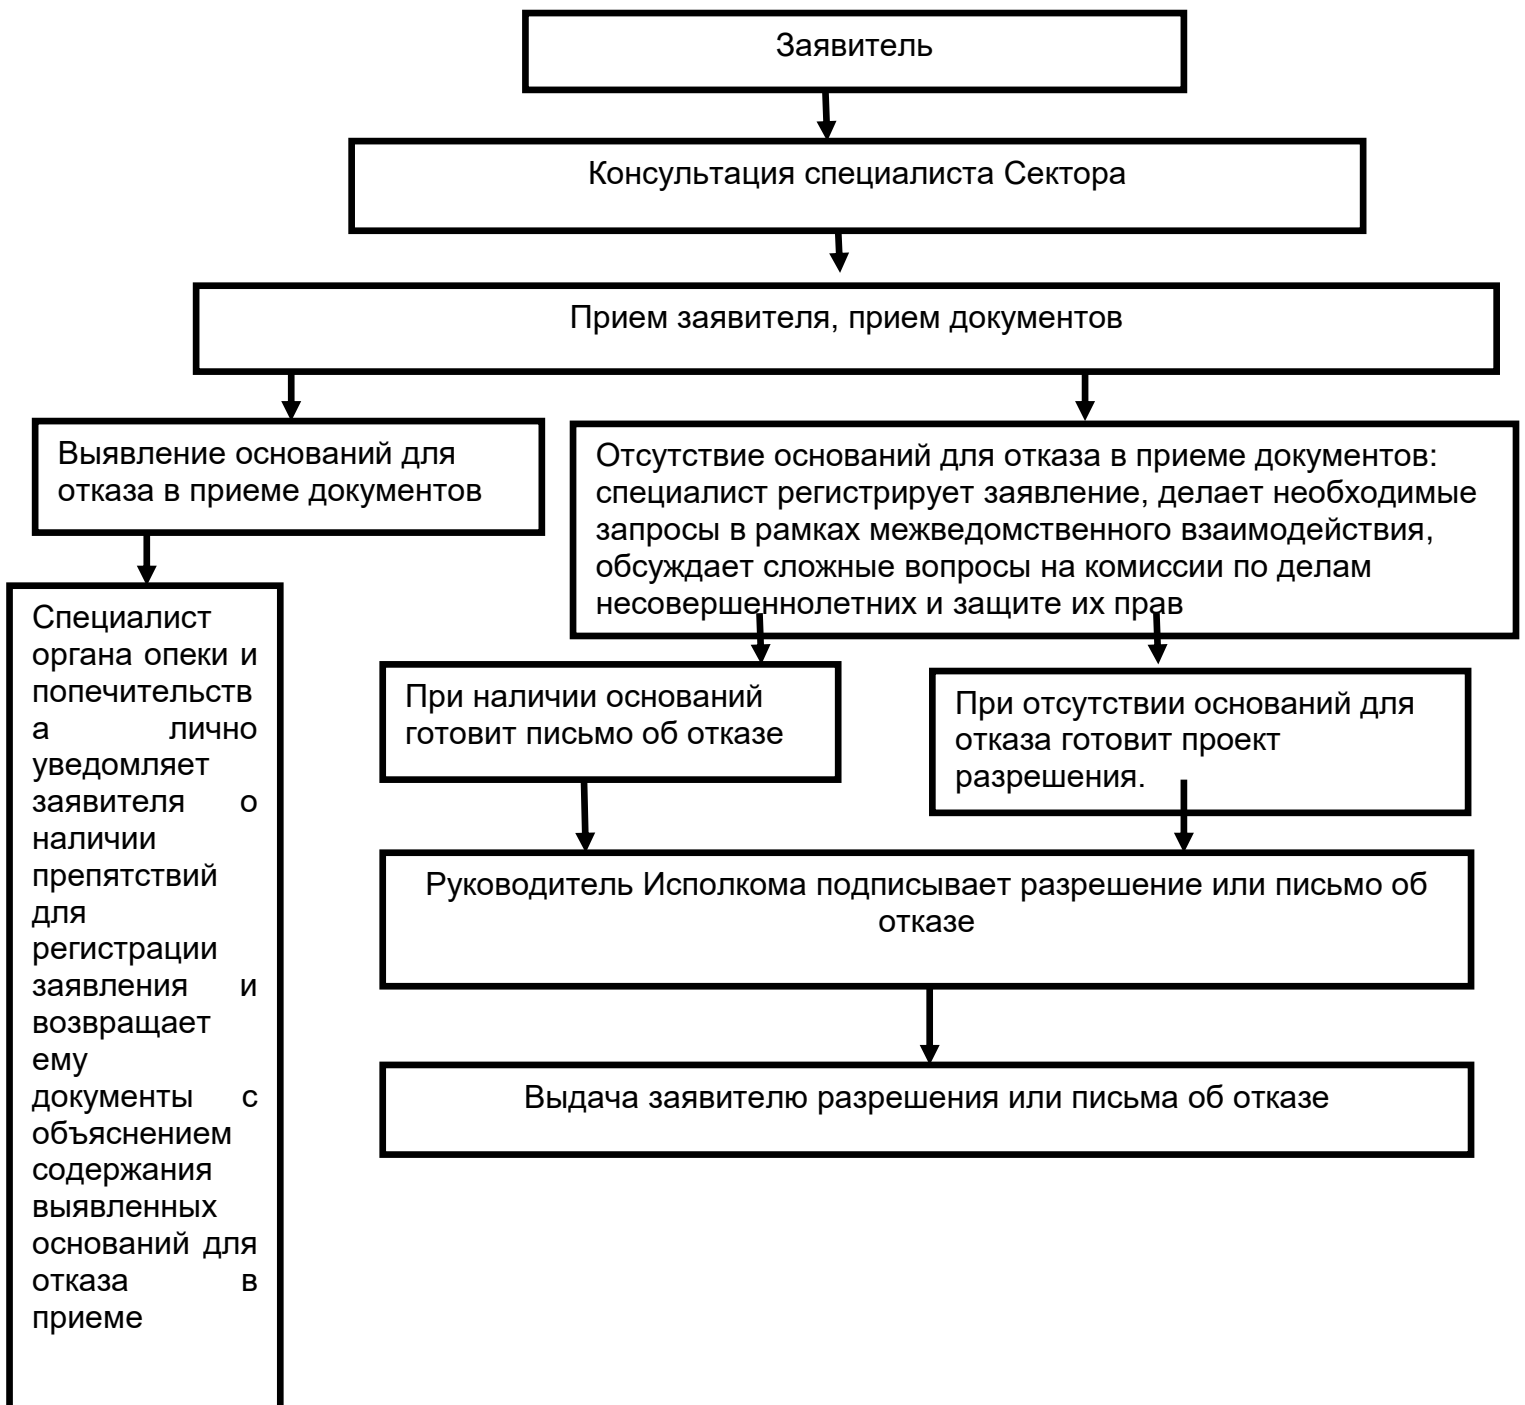 Заявитель
Консультация специалиста Сектора
Прием заявителя, прием документов
Выявление оснований для
отказа в приеме документов
Отсутствие оснований для отказа в приеме документов:
специалист регистрирует заявление, делает необходимые
запросы в рамках межведомственного взаимодействия,
обсуждает сложные вопросы на комиссии по делам
несовершеннолетних и защите их прав
Специалист
органа опеки и
попечительств
а лично
уведомляет
заявителя о
наличии
препятствий
для
регистрации
заявления и
возвращает
ему
документы с
объяснением
содержания
выявленных
оснований для
отказа в
приеме
При наличии оснований
готовит письмо об отказе
При отсутствии оснований для
отказа готовит проект
разрешения.
Руководитель Исполкома подписывает разрешение или письмо об
отказе
Выдача заявителю разрешения или письма об отказе